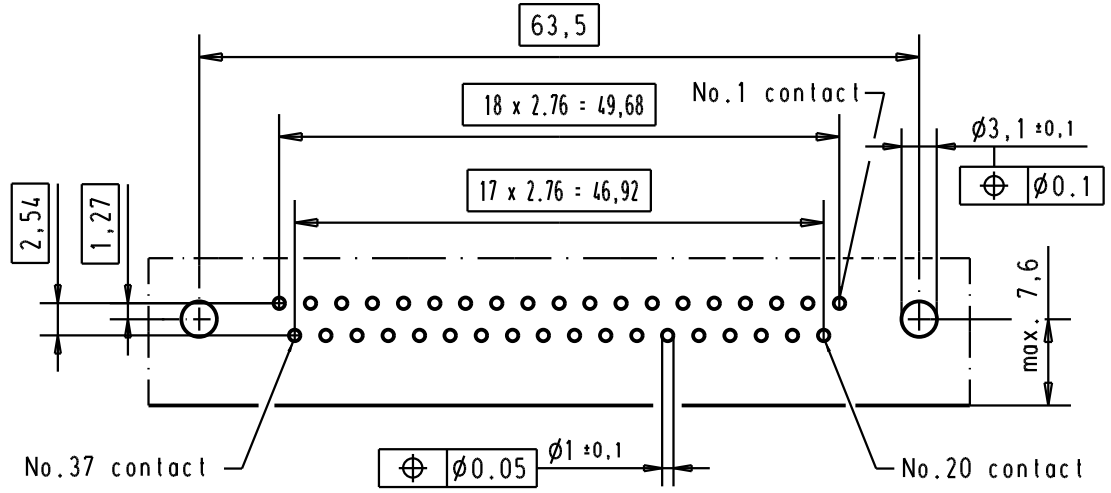 63,5
18 x 2.76 = 49,68
No.1 contact
Ø3,1 ±0,1
⌖ Ø0.1
17 x 2.76 = 46,92
2,54
1,27
max. 7,6
No.37 contact
⌖ Ø0.05
Ø1 ±0,1
No.20 contact